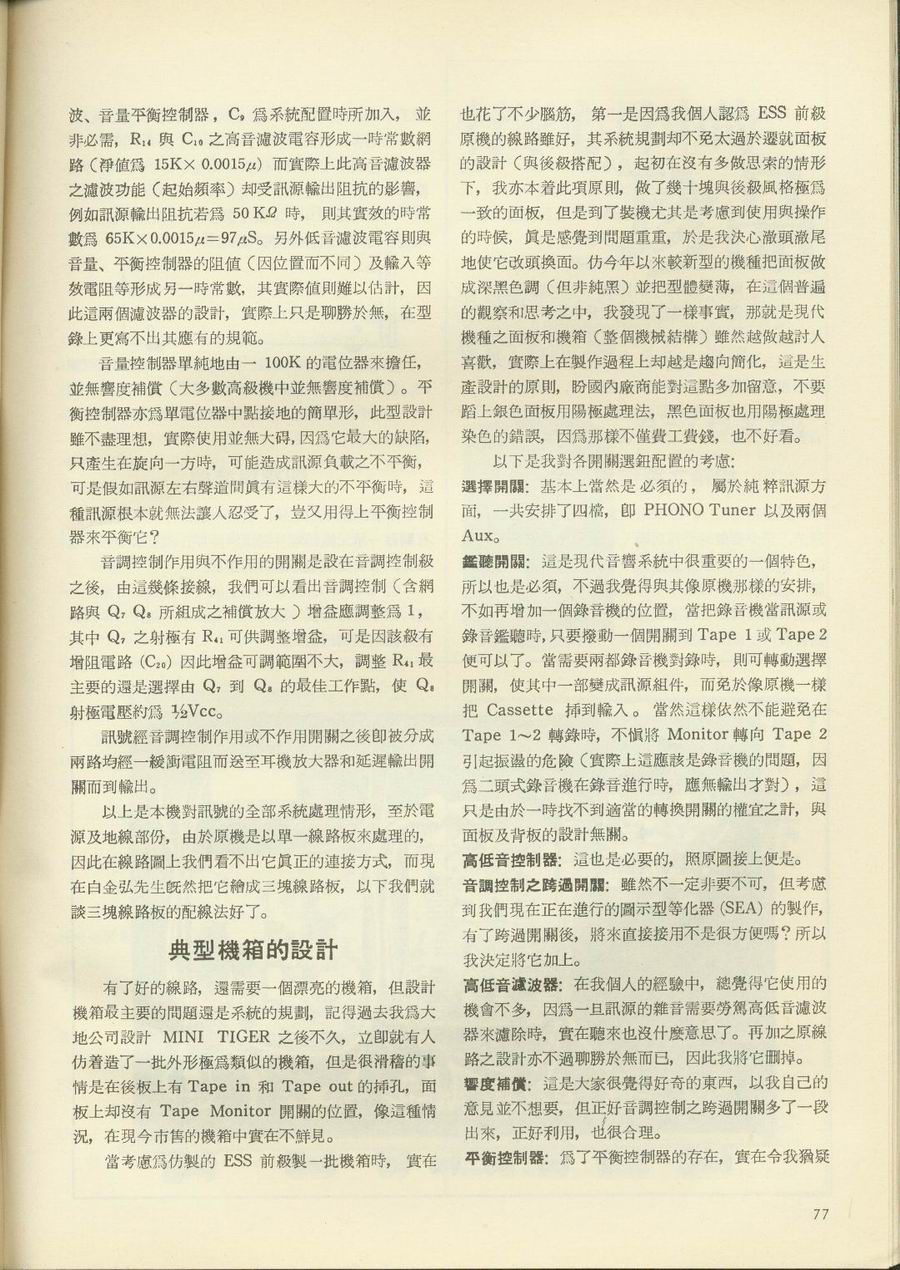 波、音量平衡控制器，C₉ 爲系統配置時所加入， 並
非必需，R₁₄ 與 C₁₀ 之高音濾波電容形成一時常數網
路（淨値爲 15K× 0.0015μ）而實際上此高音濾波器
之濾波功能（起始頻率）却受訊源輸出阻抗的影響，
例如訊源輸出阻抗若爲 50 KΩ 時， 則其實效的時常
數爲 65K×0.0015μ=97μS。另外低音濾波電容則與
音量、平衡控制器的阻値（因位置而不同）及輸入等
效電阻等形成另一時常數，其實際値則難以估計，因
此這兩個濾波器的設計，實際上只是聊勝於無，在型
錄上更寫不出其應有的規範。
音量控制器單純地由一 100K 的電位器來擔任，
並無響度補償（大多數高級機中並無響度補償）。平
衡控制器亦爲單電位器中點接地的簡單形，此型設計
雖不盡理想，實際使用並無大碍，因爲它最大的缺陷，
只產生在旋向一方時，可能造成訊源負載之不平衡，
可是假如訊源左右聲道間眞有這樣大的不平衡時，這
種訊源根本就無法讓人忍受了，豈又用得上平衡控制
器來平衡它？
音調控制作用與不作用的開關是設在音調控制級
之後，由這幾條接線，我們可以看出音調控制（含網
路與 Q₇ Q₈ 所組成之補償放大 ）增益應調整爲 1，
其中 Q₇ 之射極有 R₄₁ 可供調整增益，可是因該級有
增阻電路 (C₂₀) 因此增益可調範圍不大，調整 R₄₁ 最
主要的還是選擇由 Q₇ 到 Q₈ 的最佳工作點，使 Q₈
射極電壓約爲 ½Vcc。
訊號經音調控制作用或不作用開關之後卽被分成
兩路均經一緩衝電阻而送至耳機放大器和延遲輸出開
關而到輸出。
以上是本機對訊號的全部系統處理情形，至於電
源及地線部份，由於原機是以單一線路板來處理的，
因此在線路圖上我們看不出它眞正的連接方式，而現
在白金弘先生旣然把它繪成三塊線路板，以下我們就
談三塊線路板的配線法好了。
典型機箱的設計
有了好的線路，還需要一個漂亮的機箱，但設計
機箱最主要的問題還是系統的規劃，記得過去我爲大
地公司設計 MINI TIGER 之後不久，立卽就有人
仿着造了一批外形極爲類似的機箱，但是很滑稽的事
情是在後板上有 Tape in 和 Tape out 的揷孔，面
板上却沒有 Tape Monitor 開關的位置，像這種情
況，在現今市售的機箱中實在不鮮見。
當考慮爲仿製的 ESS 前級製一批機箱時， 實在
也花了不少腦筋， 第一是因爲我個人認爲 ESS 前級
原機的線路雖好，其系統規劃却不免太過於遷就面板
的設計（與後級搭配），起初在沒有多做思索的情形
下，我亦本着此項原則，做了幾十塊與後級風格極爲
一致的面板，但是到了裝機尤其是考慮到使用與操作
的時候，眞是感覺到問題重重，於是我決心澈頭澈尾
地使它改頭換面。仿今年以來較新型的機種把面板做
成深黑色調（但非純黑）並把型體變薄，在這個普遍
的觀察和思考之中，我發現了一樣事實，那就是現代
機種之面板和機箱（整個機械結構）雖然越做越討人
喜歡，實際上在製作過程上却越是趨向簡化，這是生
產設計的原則，盼國內廠商能對這點多加留意，不要
蹈上銀色面板用陽極處理法，黑色面板也用陽極處理
染色的錯誤，因爲那樣不僅費工費錢，也不好看。
以下是我對各開關選鈕配置的考慮：
選擇開關：基本上當然是 必須的， 屬於純 粹訊源方
面，一共安排了四檔，卽 PHONO Tuner 以及兩個
Aux。
鑑聽開關：這是現代音響系統中很重要的一個特色，
所以也是必須，不過我覺得與其像原機那樣的安排，
不如再增加一個錄音機的位置，當把錄音機當訊源或
錄音鑑聽時，只要撥動一個開關到 Tape 1 或 Tape 2
便可以了。當需要兩都錄音機對錄時，則可轉動選擇
開關，使其中一部變成訊源組件，而免於像原機一樣
把 Cassette 揷到輸入。 當然這樣依然不能避免在
Tape 1～2 轉錄時，不愼將 Monitor 轉向 Tape 2
引起振盪的危險（實際上這應該是錄音機的問題，因
爲二頭式錄音機在錄音進行時，應無輸出才對），這
只是由於一時找不到適當的轉換開關的權宜之計，與
面板及背板的設計無關。
高低音控制器：這也是必要的，照原圖接上便是。
音調控制之跨過開關：雖然不一定非要不可，但考慮
到我們現在正在進行的圖示型等化器 (SEA) 的製作，
有了跨過開關後，將來直接接用不是很方便嗎？所以
我決定將它加上。
高低音濾波器：在我個人的經驗中，總覺得它使用的
機會不多，因爲一旦訊源的雜音需要勞駕高低音濾波
器來濾除時，實在聽來也沒什麼意思了。再加之原線
路之設計亦不過聊勝於無而已，因此我將它刪掉。
響度補償：這是大家很覺得好奇的東西，以我自己的
意見並不想要，但正好音調控制之跨過開關多了一段
出來，正好利用，也很合理。
平衡控制器：爲了平衡控制器的存在，實在令我猶疑
77